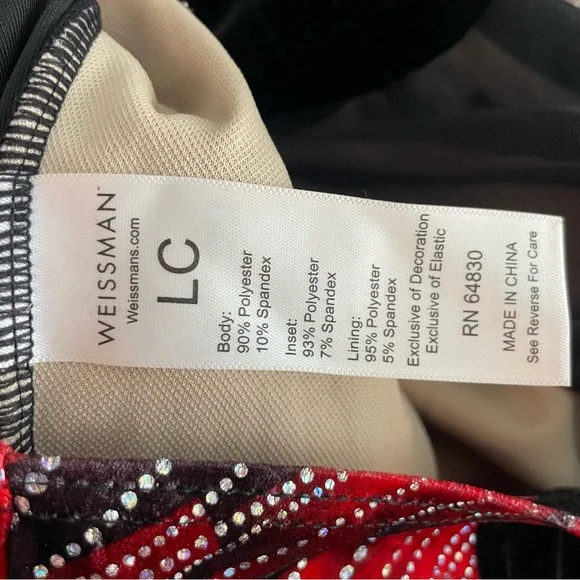 WEISSMAN™
Weissmans.com
LC
Body:
90% Polyester
10% Spandex
Inset:
93% Polyester
7% Spandex
Lining:
95% Polyester
5% Spandex
Exclusive of Decoration
Exclusive of Elastic
RN 64830
MADE IN CHINA
See Reverse For Care